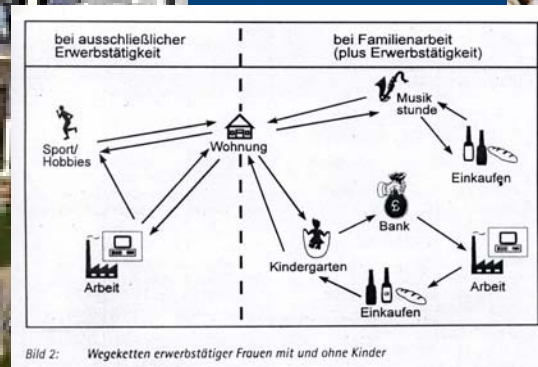 bei ausschließlicher
Erwerbstätigkeit
bei Familienarbeit
(plus Erwerbstätigkeit)
Sport/
Hobbies
Wohnung
Arbeit
Musik
stunde
Einkaufen
Bank
£
Kindergarten
Arbeit
Einkaufen
Bild 2: Wegeketten erwerbstätiger Frauen mit und ohne Kinder